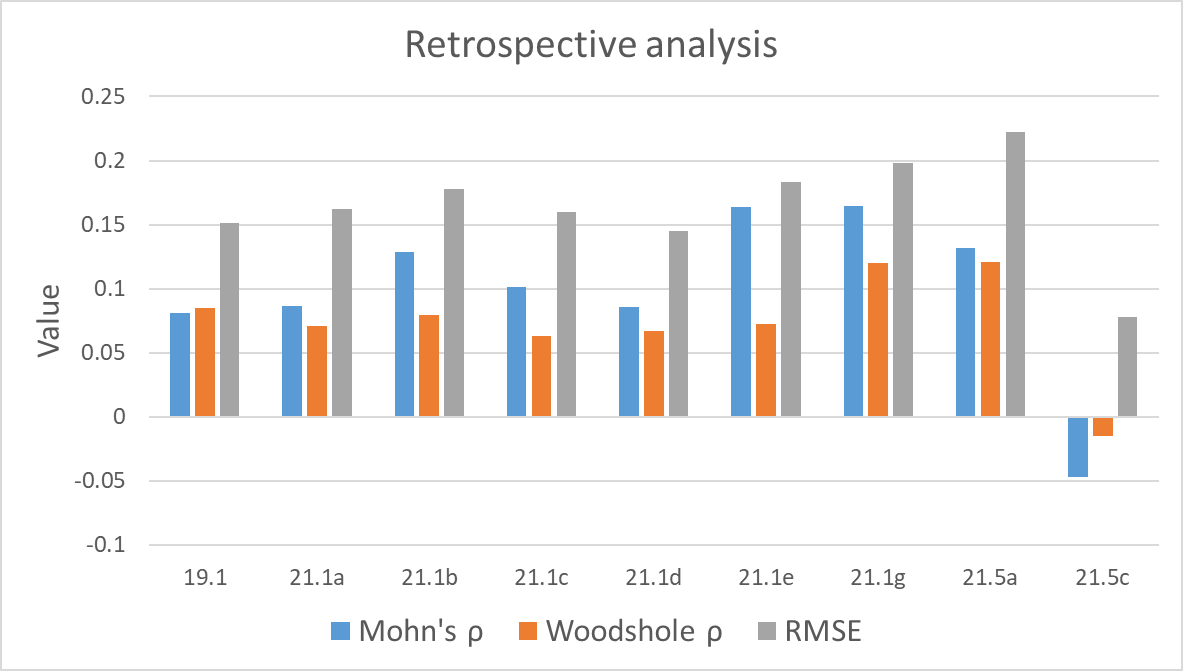 Retrospective analysis
0.25
0.2
0.15
0.1
0.05
0
-0.05
-0.1
Value
19.1 21.1a 21.1b 21.1c 21.1d 21.1e 21.1g 21.5a 21.5c
Mohn's ρ Woodshole ρ RMSE